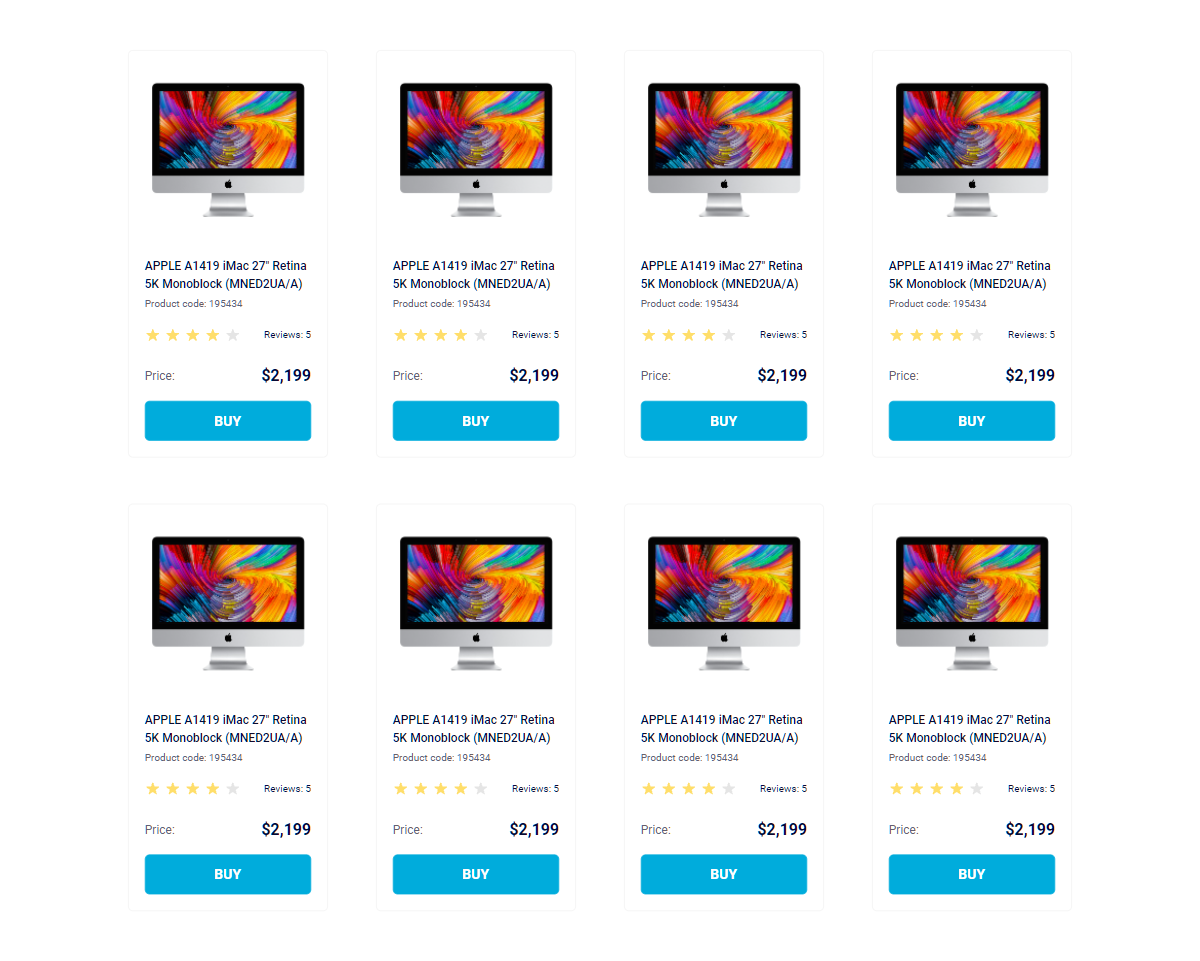 APPLE A1419 iMac 27" Retina
5K Monoblock (MNED2UA/A)
Product code: 195434
Reviews: 5
Price: $2,199
BUY
APPLE A1419 iMac 27" Retina
5K Monoblock (MNED2UA/A)
Product code: 195434
Reviews: 5
Price: $2,199
BUY
APPLE A1419 iMac 27" Retina
5K Monoblock (MNED2UA/A)
Product code: 195434
Reviews: 5
Price: $2,199
BUY
APPLE A1419 iMac 27" Retina
5K Monoblock (MNED2UA/A)
Product code: 195434
Reviews: 5
Price: $2,199
BUY
APPLE A1419 iMac 27" Retina
5K Monoblock (MNED2UA/A)
Product code: 195434
Reviews: 5
Price: $2,199
BUY
APPLE A1419 iMac 27" Retina
5K Monoblock (MNED2UA/A)
Product code: 195434
Reviews: 5
Price: $2,199
BUY
APPLE A1419 iMac 27" Retina
5K Monoblock (MNED2UA/A)
Product code: 195434
Reviews: 5
Price: $2,199
BUY
APPLE A1419 iMac 27" Retina
5K Monoblock (MNED2UA/A)
Product code: 195434
Reviews: 5
Price: $2,199
BUY